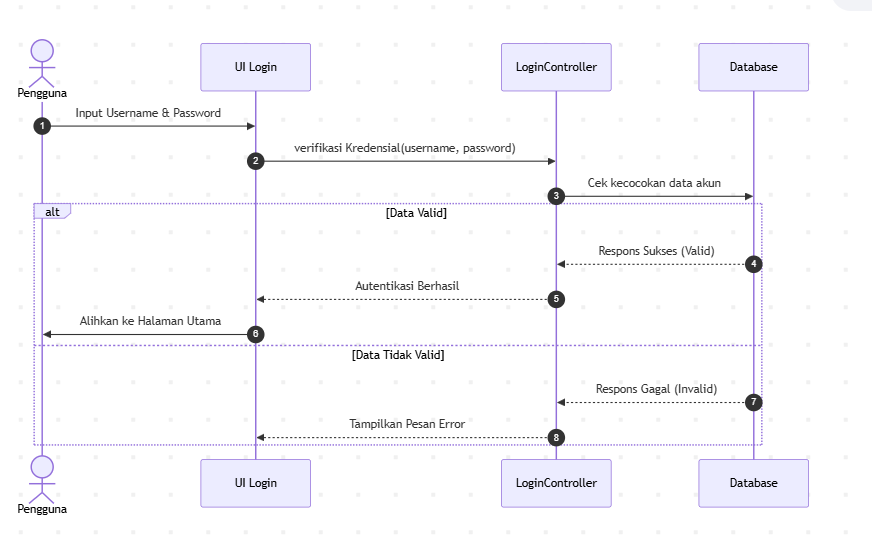 UI Login
LoginController
Database
Pengguna
Input Username & Password
1
verifikasi Kredensial(username, password)
2
Cek kecocokan data akun
3
alt
[Data Valid]
Respons Sukses (Valid)
4
Autentikasi Berhasil
5
Alihkan ke Halaman Utama
6
[Data Tidak Valid]
Respons Gagal (Invalid)
7
Tampilkan Pesan Error
8
UI Login
LoginController
Database
Pengguna